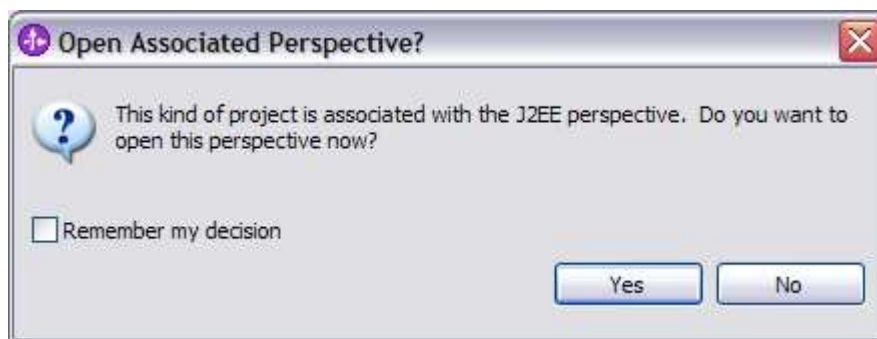 Open Associated Perspective?
This kind of project is associated with the J2EE perspective. Do you want to
open this perspective now?
Remember my decision
Yes No